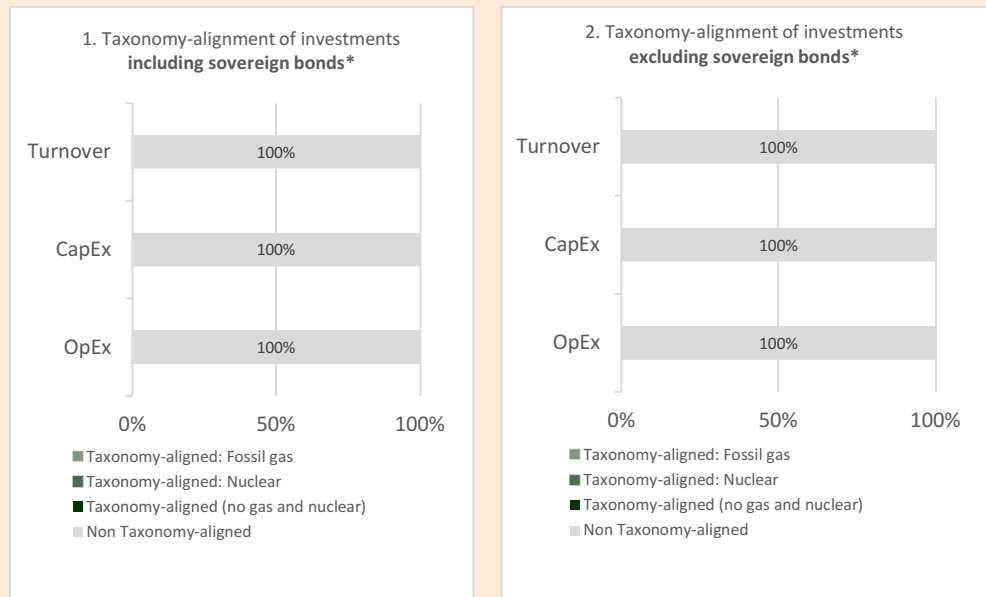 1. Taxonomy-alignment of investments
including sovereign bonds*
Turnover
100%
CapEx
100%
OpEx
100%
0%
50%
100%
Taxonomy-aligned: Fossil gas
Taxonomy-aligned: Nuclear
Taxonomy-aligned (no gas and nuclear)
Non Taxonomy-aligned
2. Taxonomy-alignment of investments
excluding sovereign bonds*
Turnover
100%
CapEx
100%
OpEx
100%
0%
50%
100%
Taxonomy-aligned: Fossil gas
Taxonomy-aligned: Nuclear
Taxonomy-aligned (no gas and nuclear)
Non Taxonomy-aligned